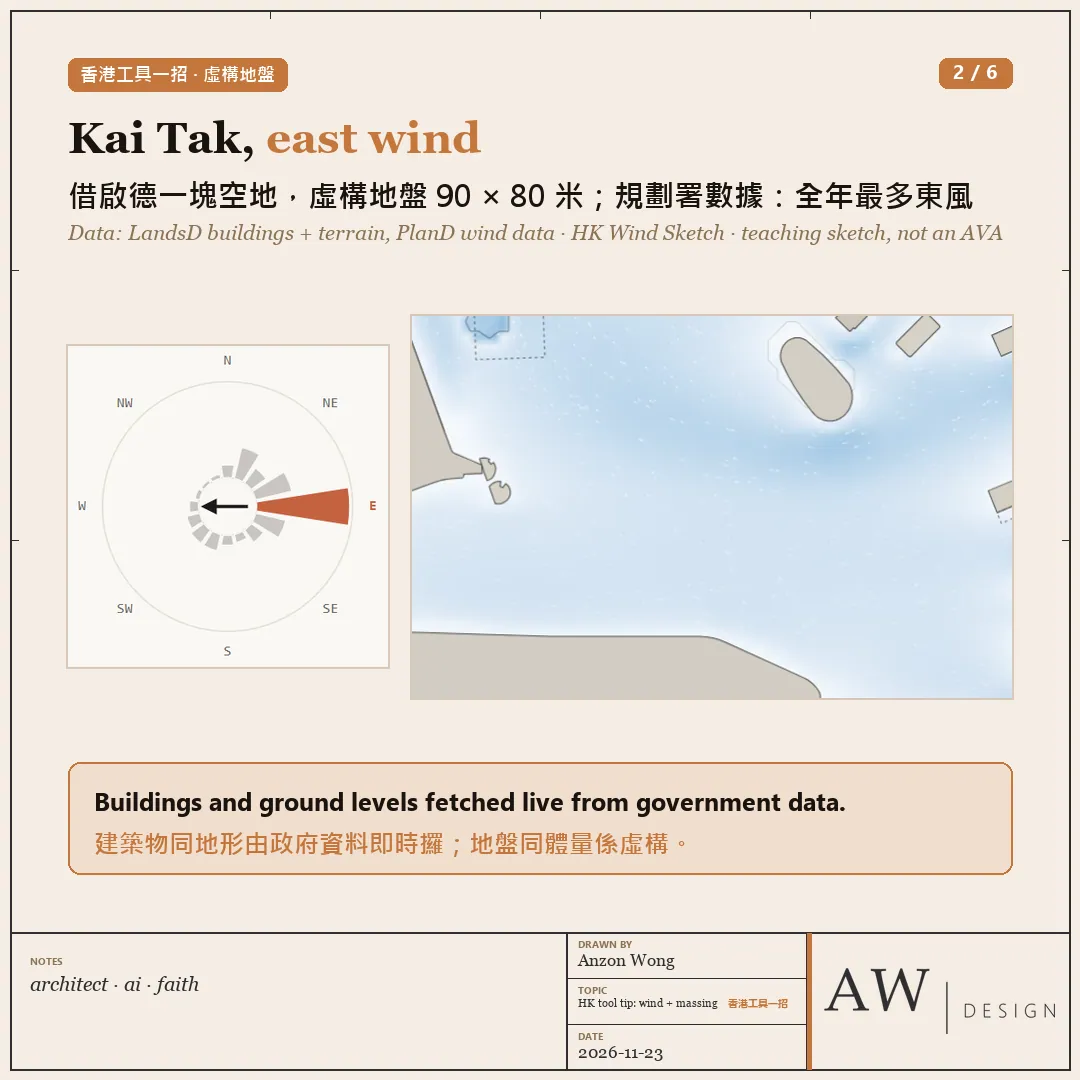 香港工具一招 · 虛構地盤
2 / 6
Kai Tak, east wind
借啟德一塊空地，虛構地盤 90 × 80 米；規劃署數據：全年最多東風
Data: LandsD buildings + terrain, PlanD wind data · HK Wind Sketch · teaching sketch, not an AVA
N
NW
NE
W
E
SW
SE
S
Buildings and ground levels fetched live from government data.
建築物同地形由政府資料即時攞；地盤同體量係虛構。
NOTES
architect · ai · faith
DRAWN BY
Anzon Wong
TOPIC
HK tool tip: wind + massing 香港工具一招
DATE
2026-11-23
AW | DESIGN